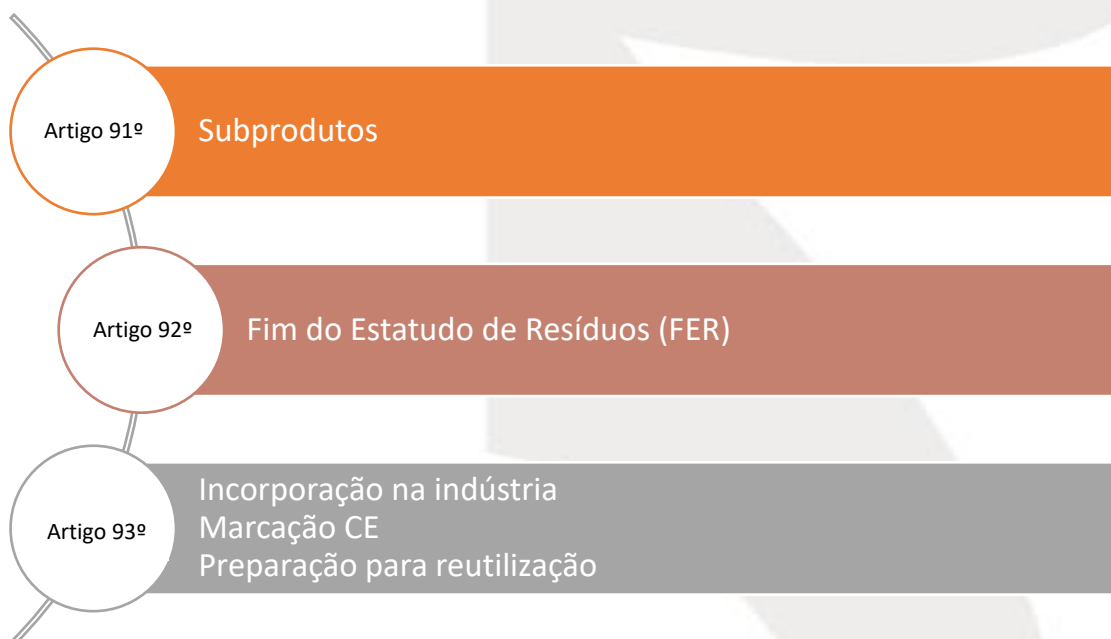 Artigo 91º
Subprodutos
Artigo 92º
Fim do Estatudo de Resíduos (FER)
Artigo 93º
Incorporação na indústria
Marcação CE
Preparação para reutilização